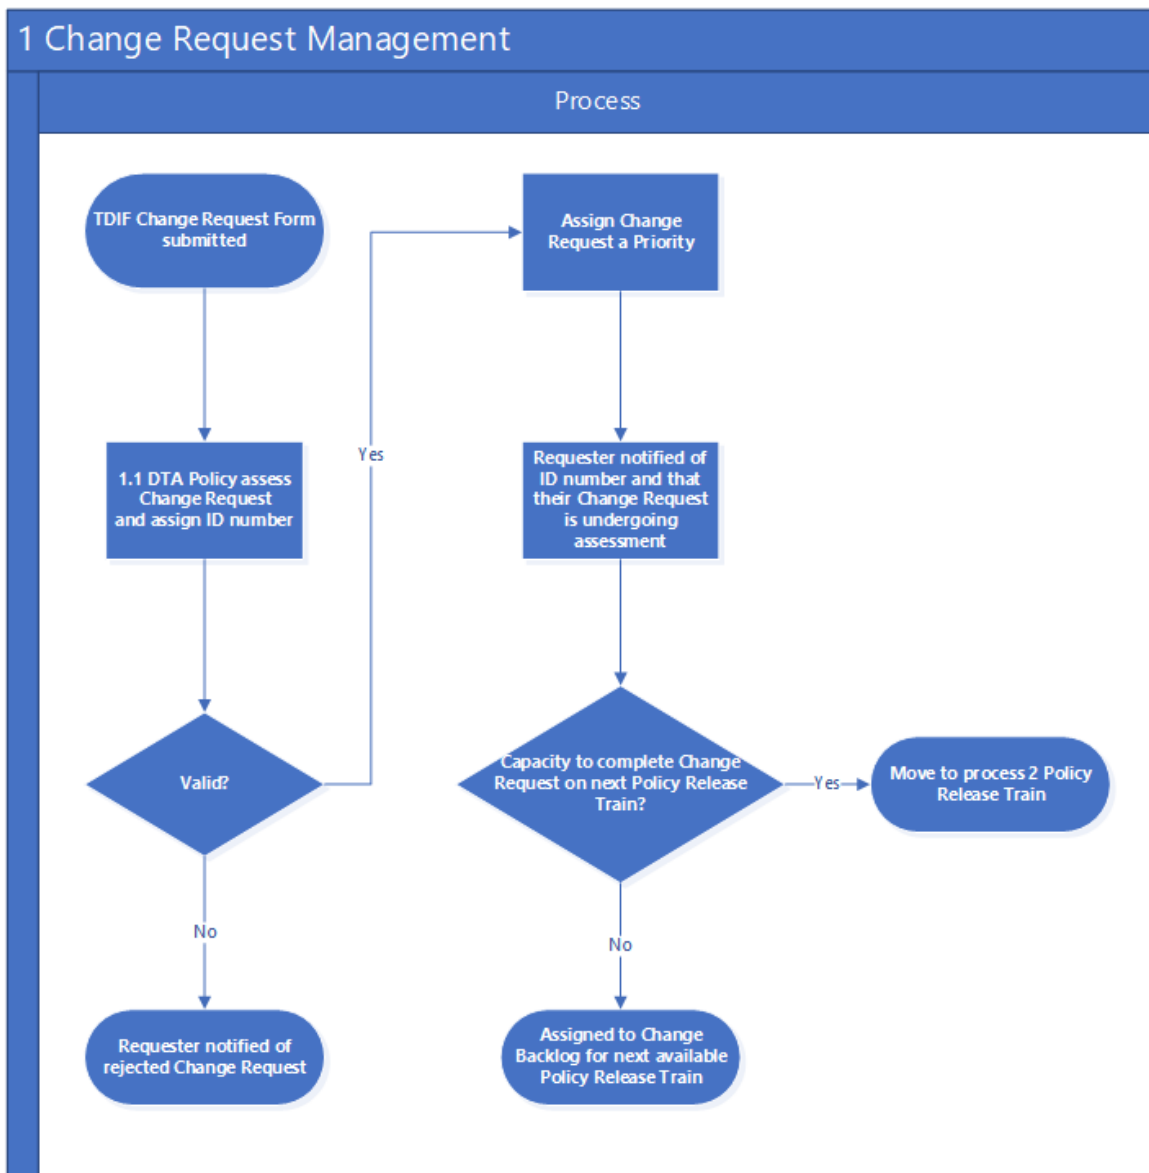 1 Change Request Management
Process
TDIF Change Request Form
submitted
1.1 DTA Policy assess
Change Request
and assign ID number
Valid?
Yes
No
Requester notified of
rejected Change Request
Assign Change
Request a Priority
Requester notified of
ID number and that
their Change Request
is undergoing
assessment
Capacity to complete Change
Request on next Policy Release
Train?
Yes
Move to process 2 Policy
Release Train
No
Assigned to Change
Backlog for next available
Policy Release Train